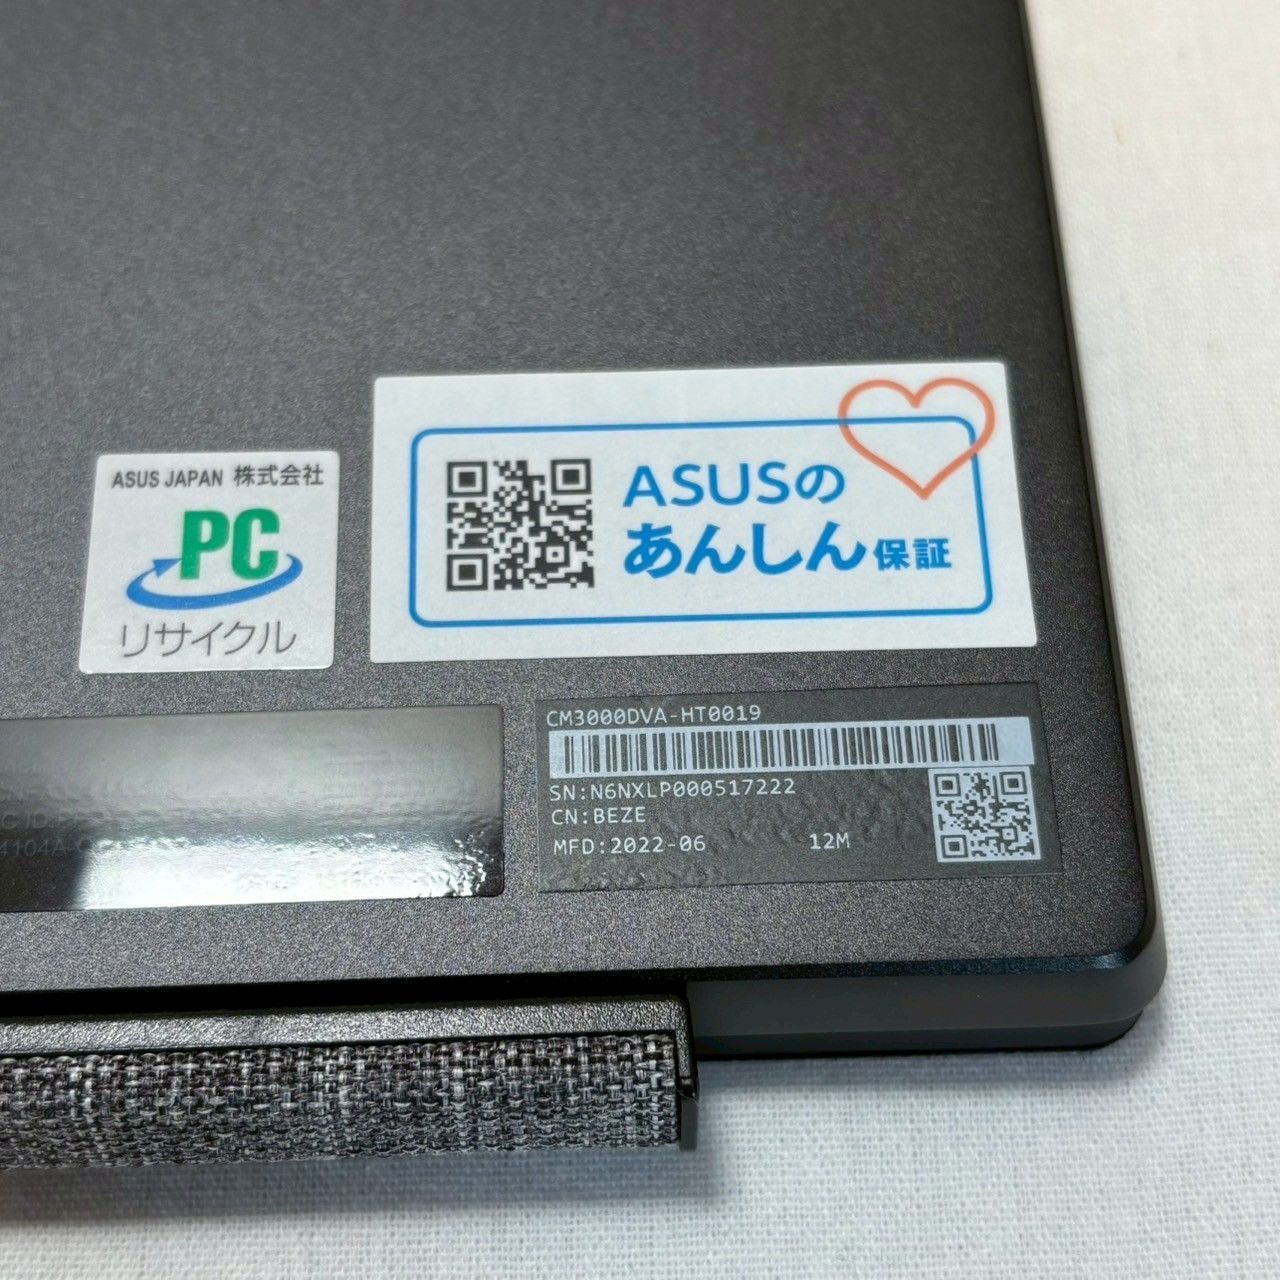 ASUS JAPAN 株式会社
PC
リサイクル
ASUSの
あんしん保証
CM3000DVA-HT0019
SN:N6NXLP000517222
CN:BEZE
MFD:2022-06 12M